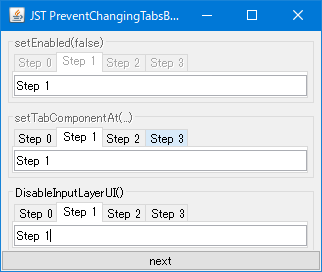 JST PreventChangingTabsB...
setEnabled(false)
Step 0 Step 1 Step 2 Step 3
Step 1
setTabComponentAt(...)
Step 0 Step 1 Step 2 Step 3
Step 1
DisableInputLayerUI()
Step 0 Step 1 Step 2 Step 3
Step 1
next